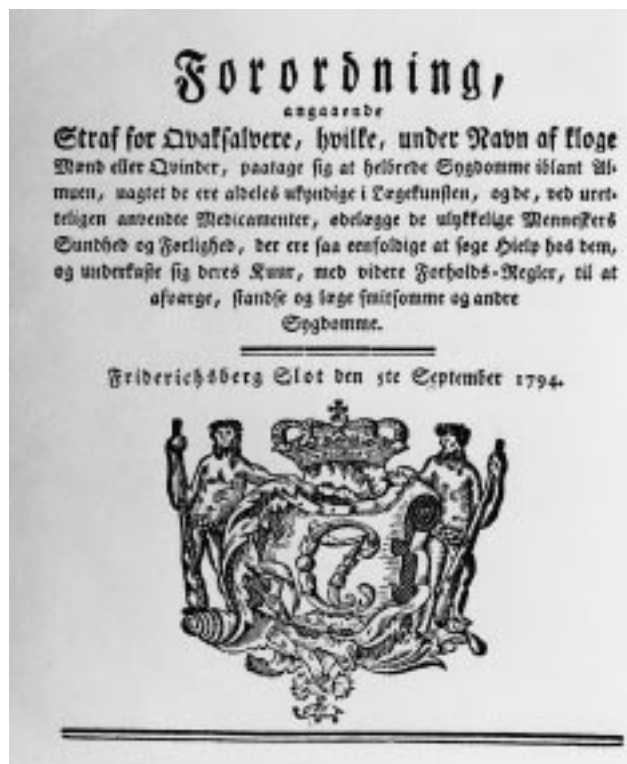 Forordning,
angaaende
Straf for Qvaksalvere, hvilke, under Navn af kloge
Mænd eller Qvinder, paatage sig at helbrede Sygdomme iblant Al-
muen, uagtet de ere aldeles ukyndige i Lægekunsten, og de, ved uret-
teligen anvendte Medicamenter, ødelægge de ulykkelige Menneskers
Sundhed og Førlighed, der ere saa eenfoldige at søge Hielp hos dem,
og underkaste sig deres Kuur, med videre Forholds-Regler, til at
afværge, standse og læge smitsomme og andre
Sygdomme.
Friderichsberg Slot den 5te September 1794.
C7